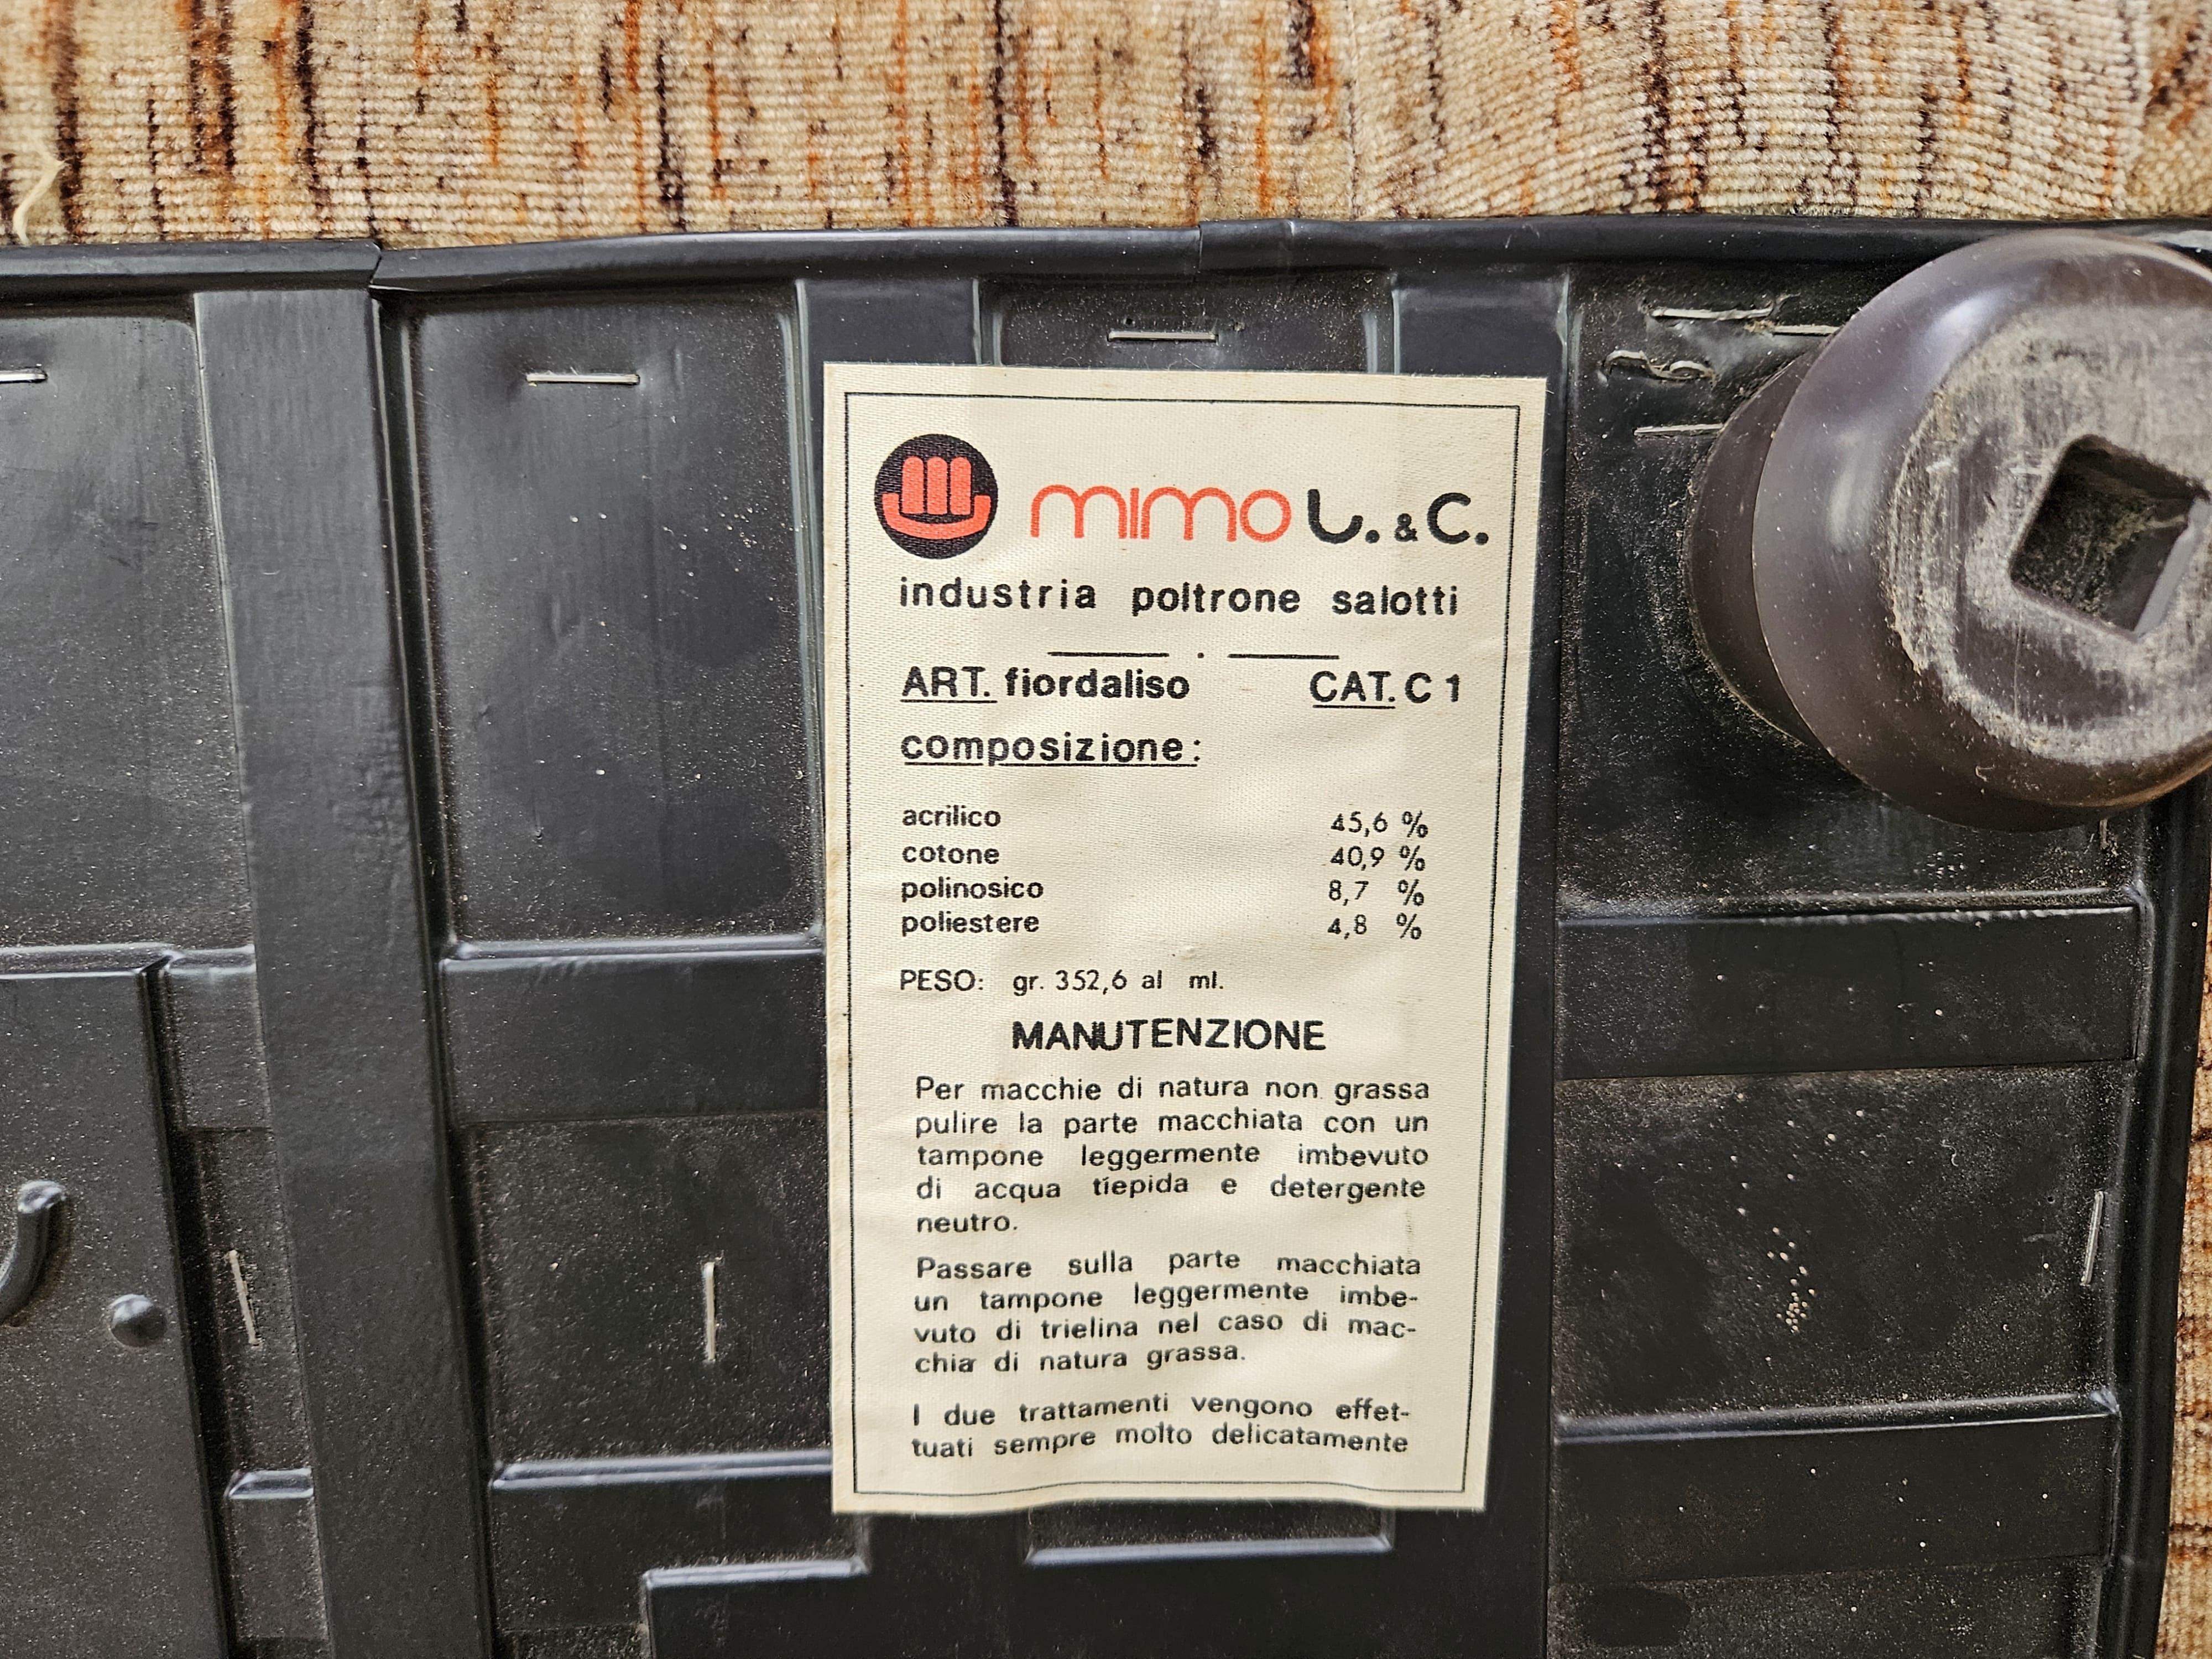 mimo L. & C.
industria poltrone salotti
ART. fiordaliso CAT. C 1
composizione:
acrilico 45,6 %
cotone 40,9 %
polinosico 8,7 %
poliestere 4,8 %
PESO: gr. 352,6 al ml.
MANUTENZIONE
Per macchie di natura non grassa
pulire la parte macchiata con un
tampone leggermente imbevuto
di acqua tiepida e detergente
neutro.
Passare sulla parte macchiata
un tampone leggermente imbe-
vuto di trielina nel caso di mac-
chia di natura grassa.
I due trattamenti vengono effet-
tuati sempre molto delicatamente